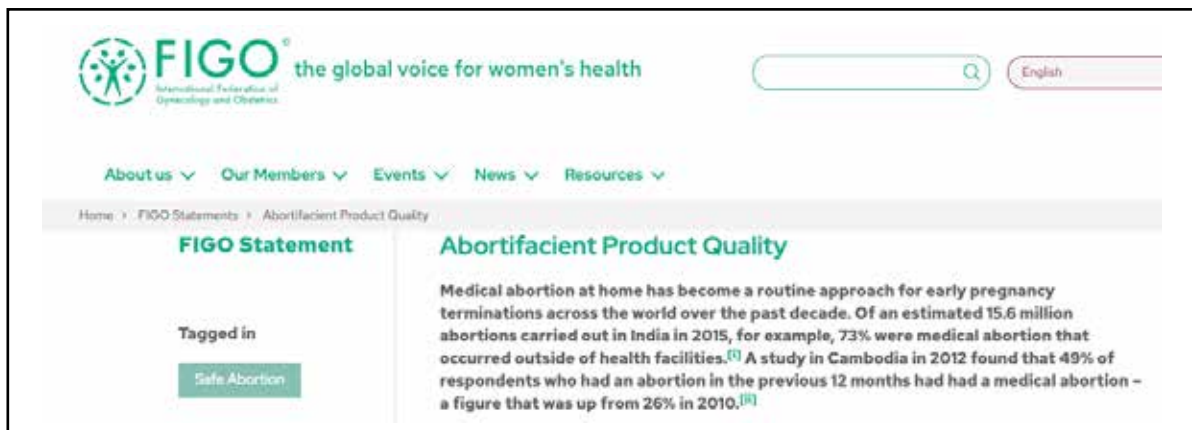 FIGO
the global voice for women's health
International Federation of
Gynecology and Obstetrics
English
About us Our Members Events News Resources
Home › FIGO Statements › Abortifacient Product Quality
FIGO Statement
Tagged in
Safe Abortion
Abortifacient Product Quality
Medical abortion at home has become a routine approach for early pregnancy
terminations across the world over the past decade. Of an estimated 15.6 million
abortions carried out in India in 2015, for example, 73% were medical abortion that
occurred outside of health facilities.[i] A study in Cambodia in 2012 found that 49% of
respondents who had an abortion in the previous 12 months had had a medical abortion –
a figure that was up from 26% in 2010.[ii]